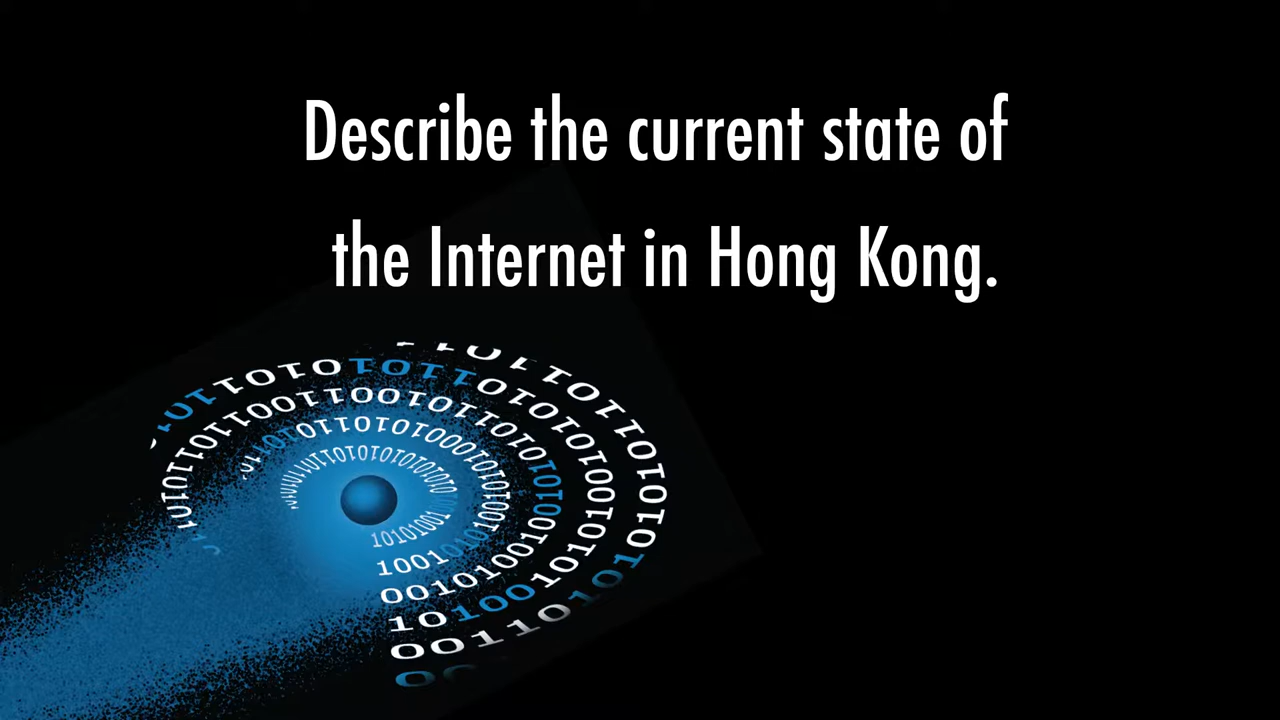 Describe the current state of
the Internet in Hong Kong.